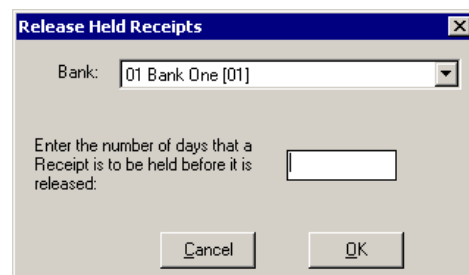 Release Held Receipts
Bank: 01 Bank One [01]
Enter the number of days that a
Receipt is to be held before it is
released:
Cancel OK